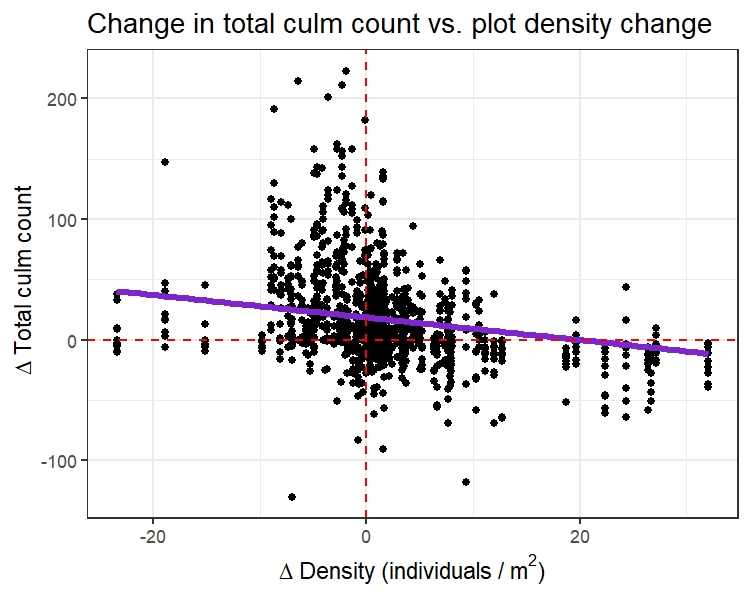 Change in total culm count vs. plot density change
200
100
0
-100
Δ Total culm count
-20
0
20
Δ Density (individuals / m²)